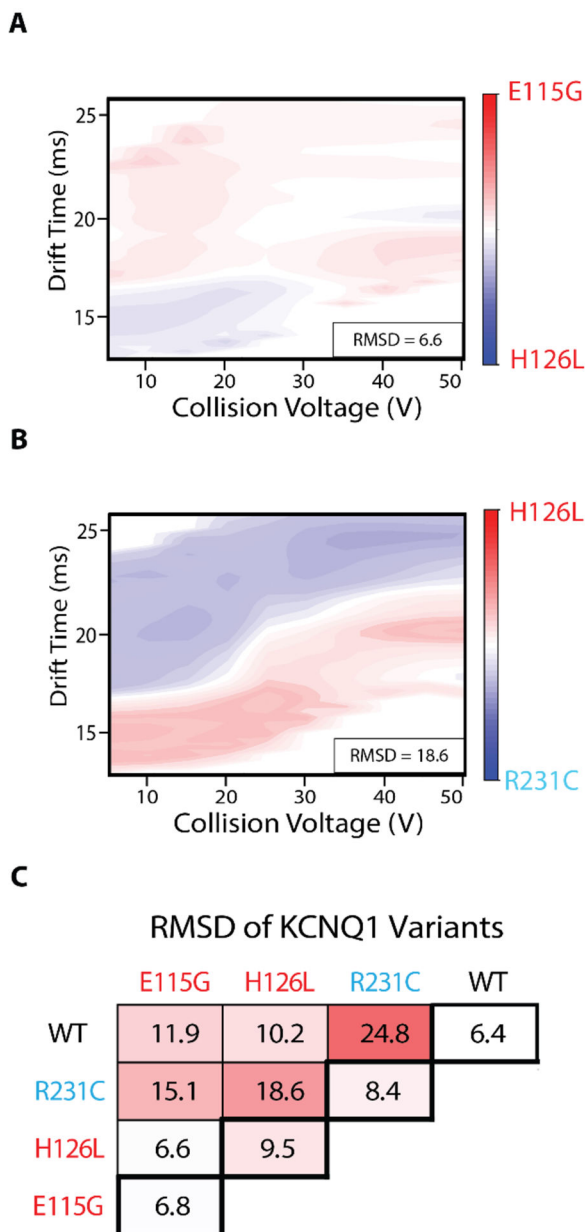 A
E115G
25
20
15
Drift Time (ms)
RMSD = 6.6
H126L
10 20 30 40 50
Collision Voltage (V)
B
H126L
25
20
15
Drift Time (ms)
RMSD = 18.6
R231C
10 20 30 40 50
Collision Voltage (V)
C
RMSD of KCNQ1 Variants
E115G H126L R231C WT
WT 11.9 10.2 24.8 6.4
R231C 15.1 18.6 8.4
H126L 6.6 9.5
E115G 6.8